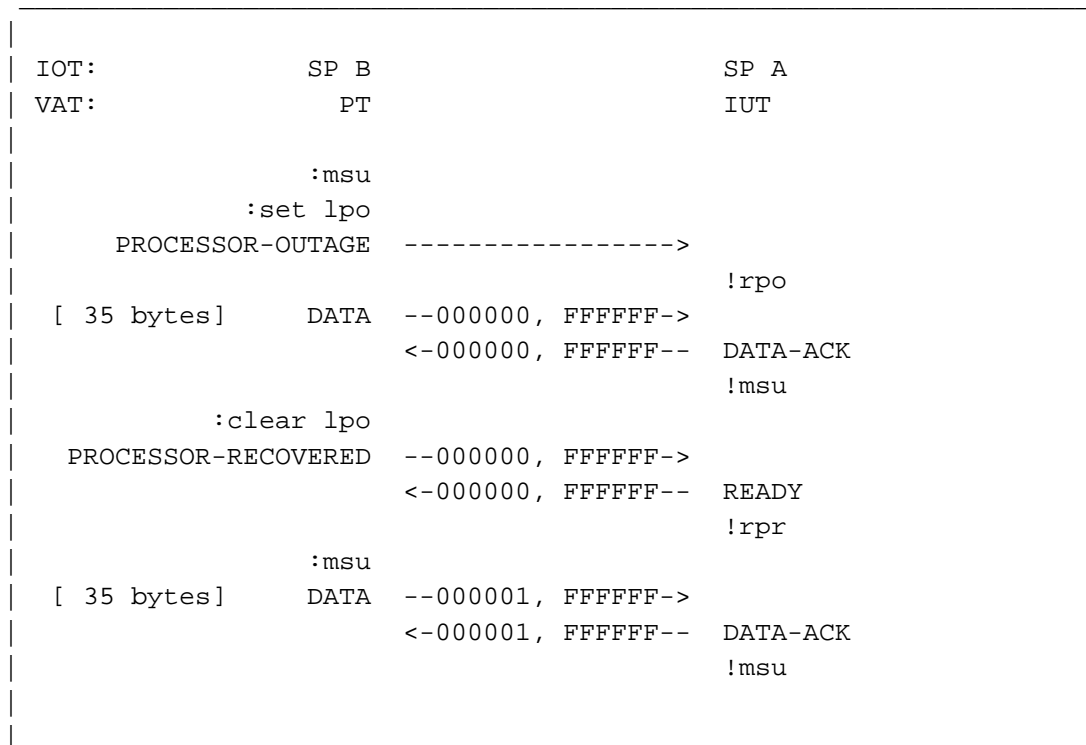 IOT: SP B SP A
VAT: PT IUT
:msu
:set lpo
PROCESSOR-OUTAGE ----------------->
!rpo
[ 35 bytes] DATA --000000, FFFFFF->
<-000000, FFFFFF-- DATA-ACK
!msu
:clear lpo
PROCESSOR-RECOVERED --000000, FFFFFF->
<-000000, FFFFFF-- READY
!rpr
:msu
[ 35 bytes] DATA --000001, FFFFFF->
<-000001, FFFFFF-- DATA-ACK
!msu